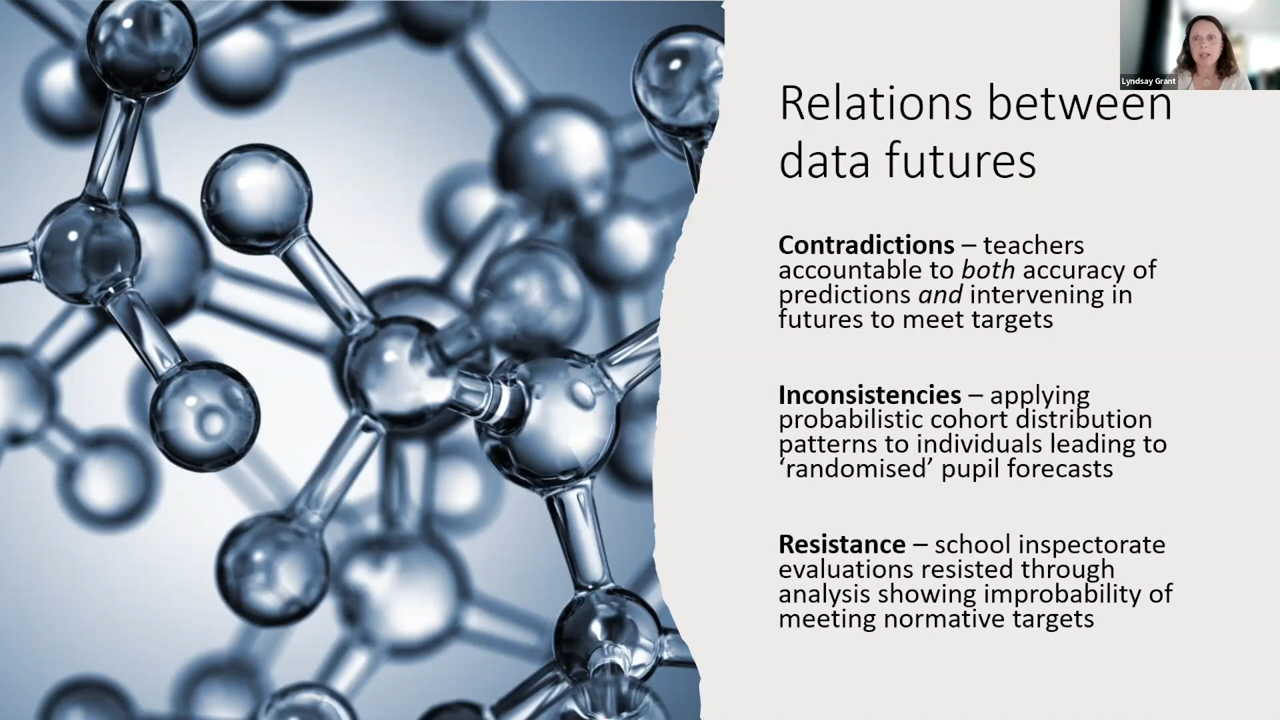 Lyndsay Grant
Relations between
data futures
Contradictions – teachers
accountable to both accuracy of
predictions and intervening in
futures to meet targets
Inconsistencies – applying
probabilistic cohort distribution
patterns to individuals leading to
‘randomised’ pupil forecasts
Resistance – school inspectorate
evaluations resisted through
analysis showing improbability of
meeting normative targets